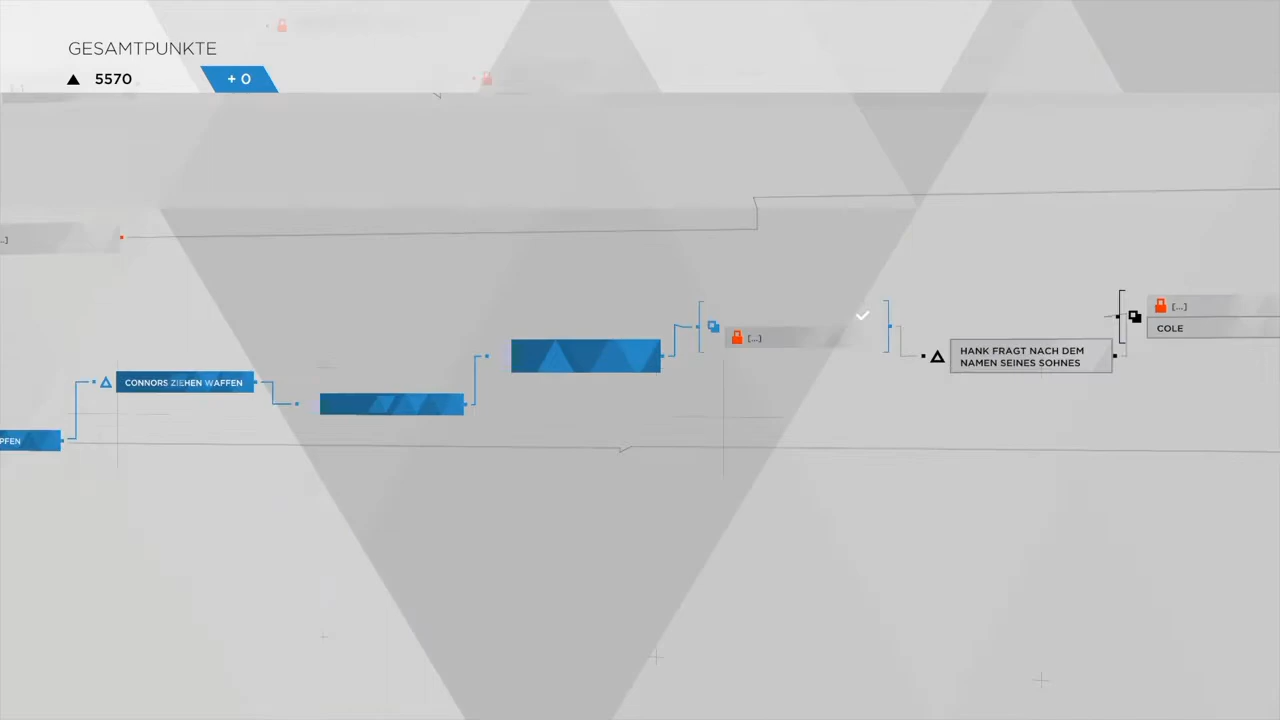 GESAMTPUNKTE
5570
+ 0
...]
[...]
COLE
[...]
HANK FRAGT NACH DEM
NAMEN SEINES SOHNES
CONNORS ZIEHEN WAFFEN
PFEN